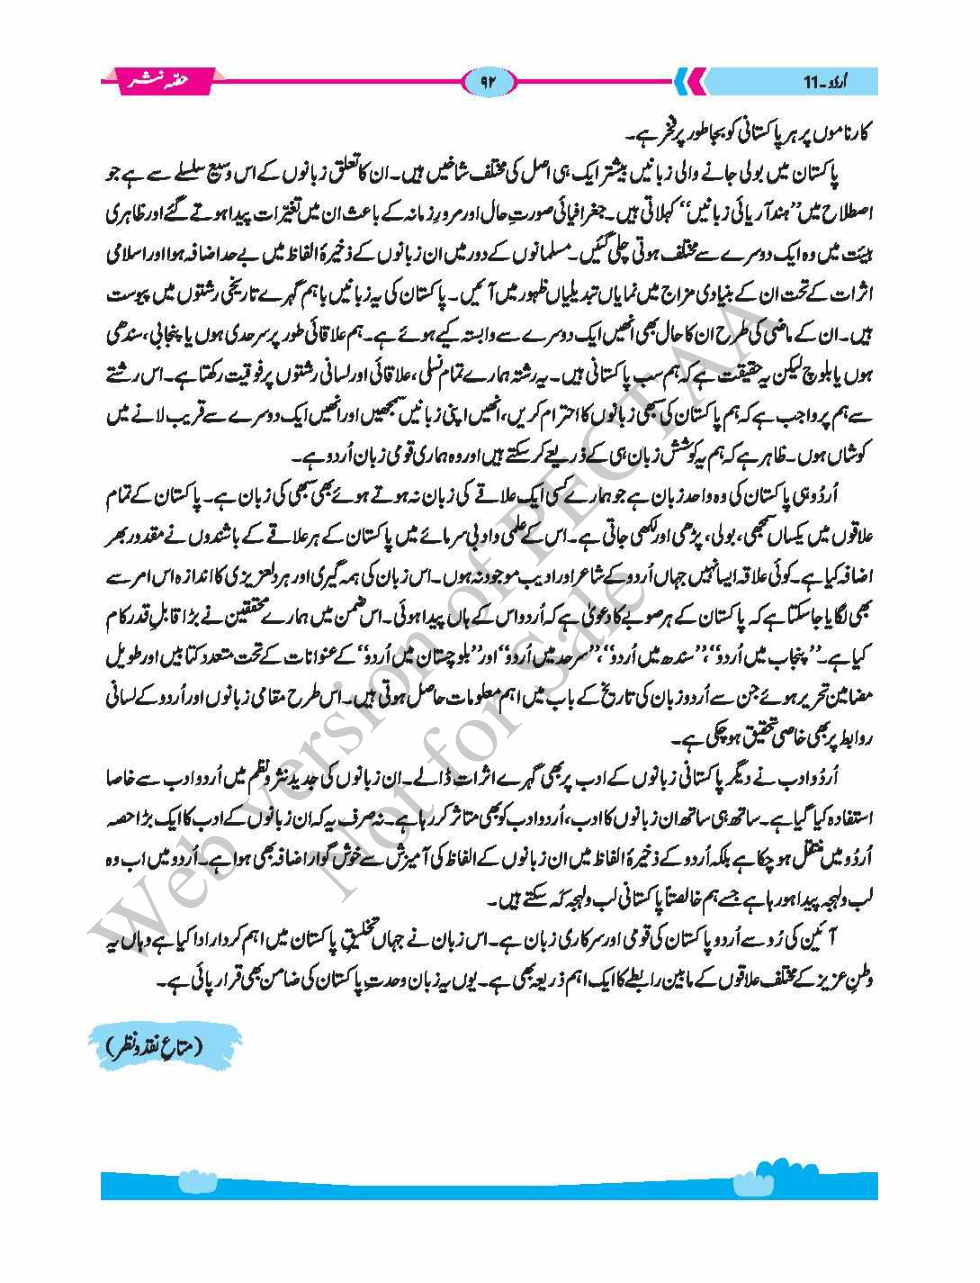 اُردُو۔11
۹۲
حصّہ نثر
کارناموں پر ہر پاکستانی کو بجا طور پر فخر ہے۔
پاکستان میں بولی جانے والی زبانیں بیشتر ایک ہی اصل کی مختلف شاخیں ہیں۔ ان کا تعلق زبانوں کے اس وسیع سلسلے سے ہے جو
اصطلاح میں ”ہند آریائی زبانیں“ کہلاتی ہیں۔ جغرافیائی صورتِ حال اور مرورِ زمانہ کے باعث ان میں تغیّرات پیدا ہوتے گئے اور ظاہری
ہیئت میں وہ ایک دوسرے سے مختلف ہوتی چلی گئیں۔ مسلمانوں کے دور میں ان زبانوں کے ذخیرۂ الفاظ میں بے حد اضافہ ہوا اور اسلامی
اثرات کے تحت ان کے بنیادی مزاج میں نمایاں تبدیلیاں ظہور میں آئیں۔ پاکستان کی یہ زبانیں باہم گہرے تاریخی رشتوں میں پیوست
ہیں۔ ان کے ماضی کی طرح ان کا حال بھی انھیں ایک دوسرے سے وابستہ کیے ہوئے ہے۔ ہم علاقائی طور پر سرحدی ہوں یا پنجابی، سندھی
ہوں یا بلوچ لیکن یہ حقیقت ہے کہ ہم سب پاکستانی ہیں۔ یہ رشتہ ہمارے تمام نسلی، علاقائی اور لسانی رشتوں پر فوقیت رکھتا ہے۔ اس رشتے
سے ہم پر واجب ہے کہ ہم پاکستان کی سبھی زبانوں کا احترام کریں، انھیں اپنی زبانیں سمجھیں اور انھیں ایک دوسرے سے قریب لانے میں
کوشاں ہوں۔ ظاہر ہے کہ ہم یہ کوشش زبان ہی کے ذریعے کر سکتے ہیں اور وہ ہماری قومی زبان اُردو ہے۔
اُردُو ہی پاکستان کی وہ واحد زبان ہے جو ہمارے کسی ایک علاقے کی زبان نہ ہوتے ہوئے بھی سبھی کی زبان ہے۔ پاکستان کے تمام
علاقوں میں یکساں سمجھی، بولی، پڑھی اور لکھی جاتی ہے۔ اس کے علمی و ادبی سرمائے میں پاکستان کے ہر علاقے کے باشندوں نے مقدور بھر
اضافہ کیا ہے۔ کوئی علاقہ ایسا نہیں جہاں اُردو کے شاعر اور ادیب موجود نہ ہوں۔ اس زبان کی ہمہ گیری اور ہر دلعزیزی کا اندازہ اس امر سے
بھی لگایا جا سکتا ہے کہ پاکستان کے ہر صوبے کا دعویٰ ہے کہ اُردو اس کے ہاں پیدا ہوئی۔ اس ضمن میں ہمارے محققین نے بڑا قابلِ قدر کام
کیا ہے۔ ”پنجاب میں اُردو“، ”سندھ میں اُردو“، ”سرحد میں اُردو“ اور ”بلوچستان میں اُردو“ کے عنوانات کے تحت متعدد کتابیں اور طویل
مضامین تحریر ہوئے جن سے اُردو زبان کی تاریخ کے باب میں اہم معلومات حاصل ہوتی ہیں۔ اس طرح مقامی زبانوں اور اُردو کے لسانی
روابط پر بھی خاصی تحقیق ہو چکی ہے۔
اُردُو ادب نے دیگر پاکستانی زبانوں کے ادب پر بھی گہرے اثرات ڈالے۔ ان زبانوں کی جدید نثر و نظم میں اُردو ادب سے خاصا
استفادہ کیا گیا ہے۔ ساتھ ہی ساتھ ان زبانوں کا ادب، اُردو ادب کو بھی متاثر کر رہا ہے۔ نہ صرف یہ کہ اِن زبانوں کے ادب کا ایک بڑا حصہ
اُردُو میں منتقل ہو چکا ہے بلکہ اُردو کے ذخیرۂ الفاظ میں ان زبانوں کے الفاظ کی آمیزش سے خوش گوار اضافہ بھی ہوا ہے۔ اُردو میں اب وہ
لب و لہجہ پیدا ہو رہا ہے جسے ہم خالصتاً پاکستانی لب و لہجہ کَہ سکتے ہیں۔
آئین کی رُو سے اُردو پاکستان کی قومی اور سرکاری زبان ہے۔ اس زبان نے جہاں تخلیقِ پاکستان میں اہم کردار ادا کیا ہے وہاں یہ
وطنِ عزیز کے مختلف علاقوں کے مابین رابطے کا ایک اہم ذریعہ بھی ہے۔ یوں یہ زبان وحدتِ پاکستان کی ضامن بھی قرار پائی ہے۔
(متاعِ نقد و نظر)
Web version of PECTAA
Not for Sale